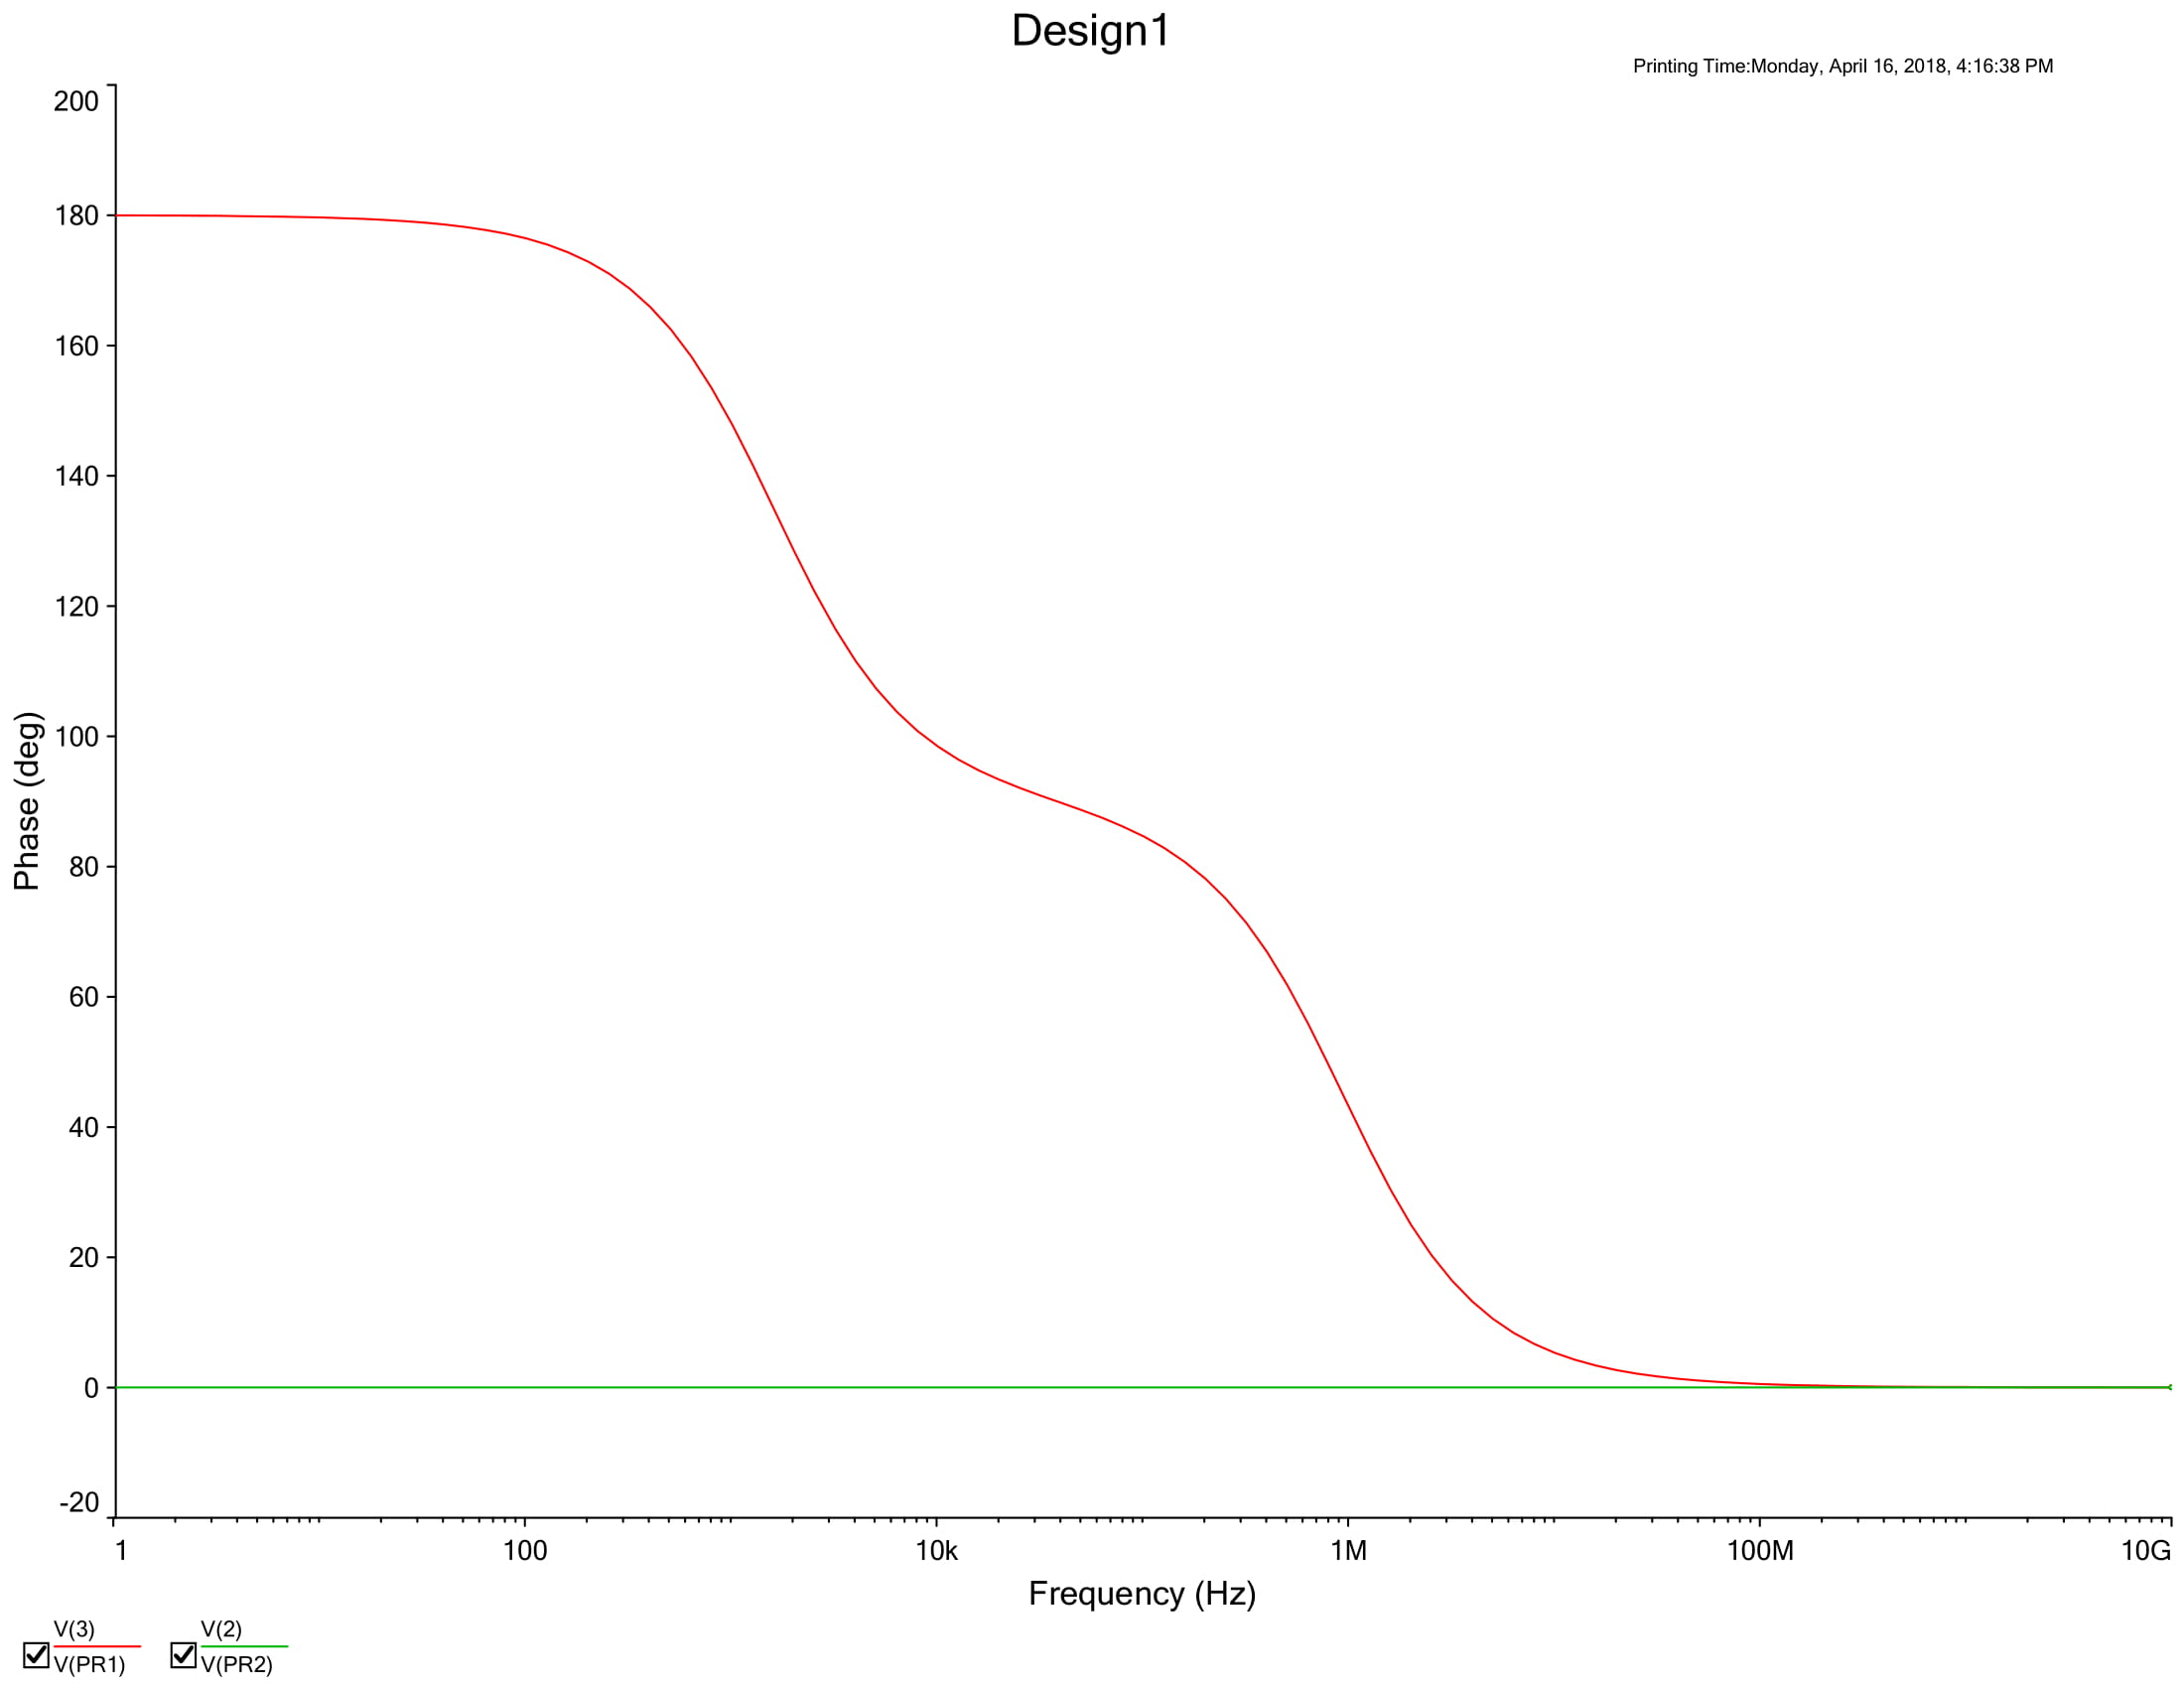 Design1
Printing Time:Monday, April 16, 2018, 4:16:38 PM
200
180
160
140
120
100
80
60
40
20
0
-20
Phase (deg)
1 100 10k 1M 100M 10G
Frequency (Hz)
V(3) V(2)
V(PR1) V(PR2)